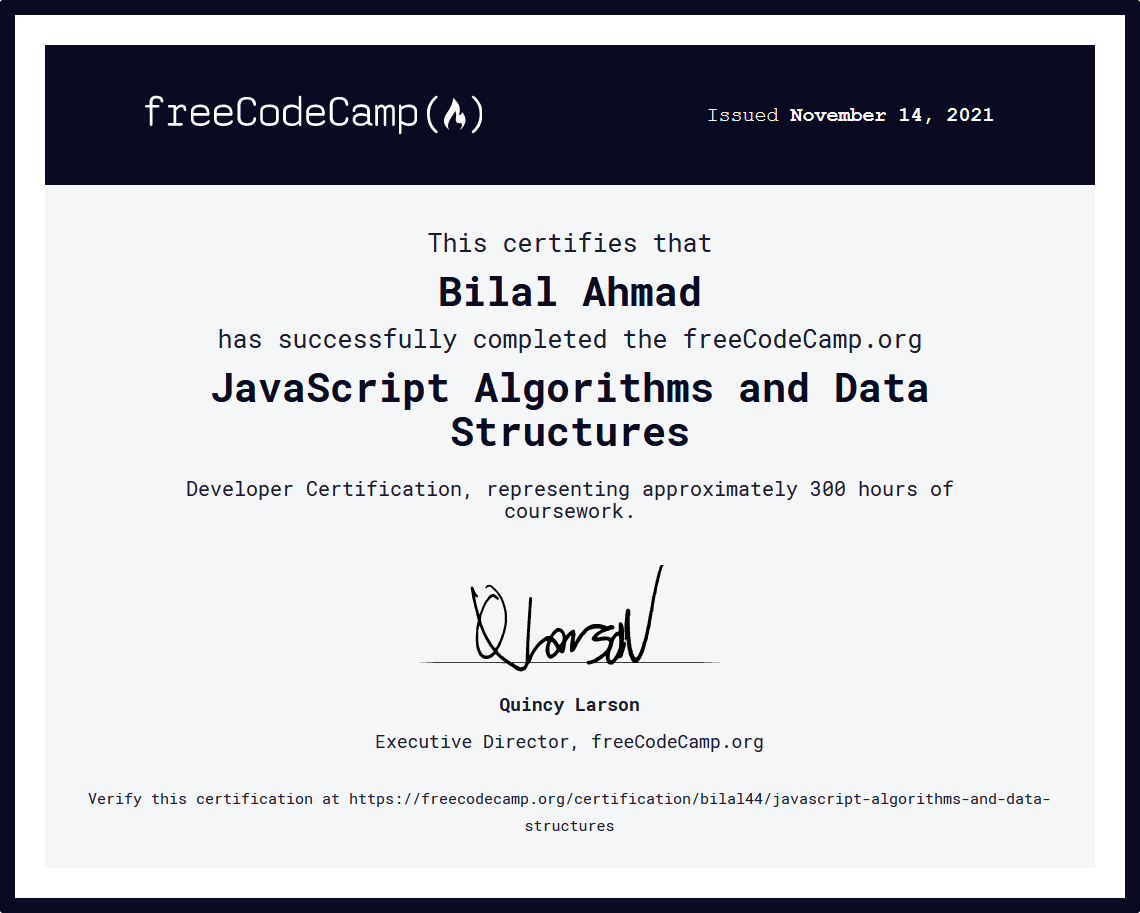 freeCodeCamp(🔥)
Issued November 14, 2021
This certifies that
Bilal Ahmad
has successfully completed the freeCodeCamp.org
JavaScript Algorithms and Data
Structures
Developer Certification, representing approximately 300 hours of
coursework.
Q Larson
Quincy Larson
Executive Director, freeCodeCamp.org
Verify this certification at https://freecodecamp.org/certification/bilal44/javascript-algorithms-and-data-
structures